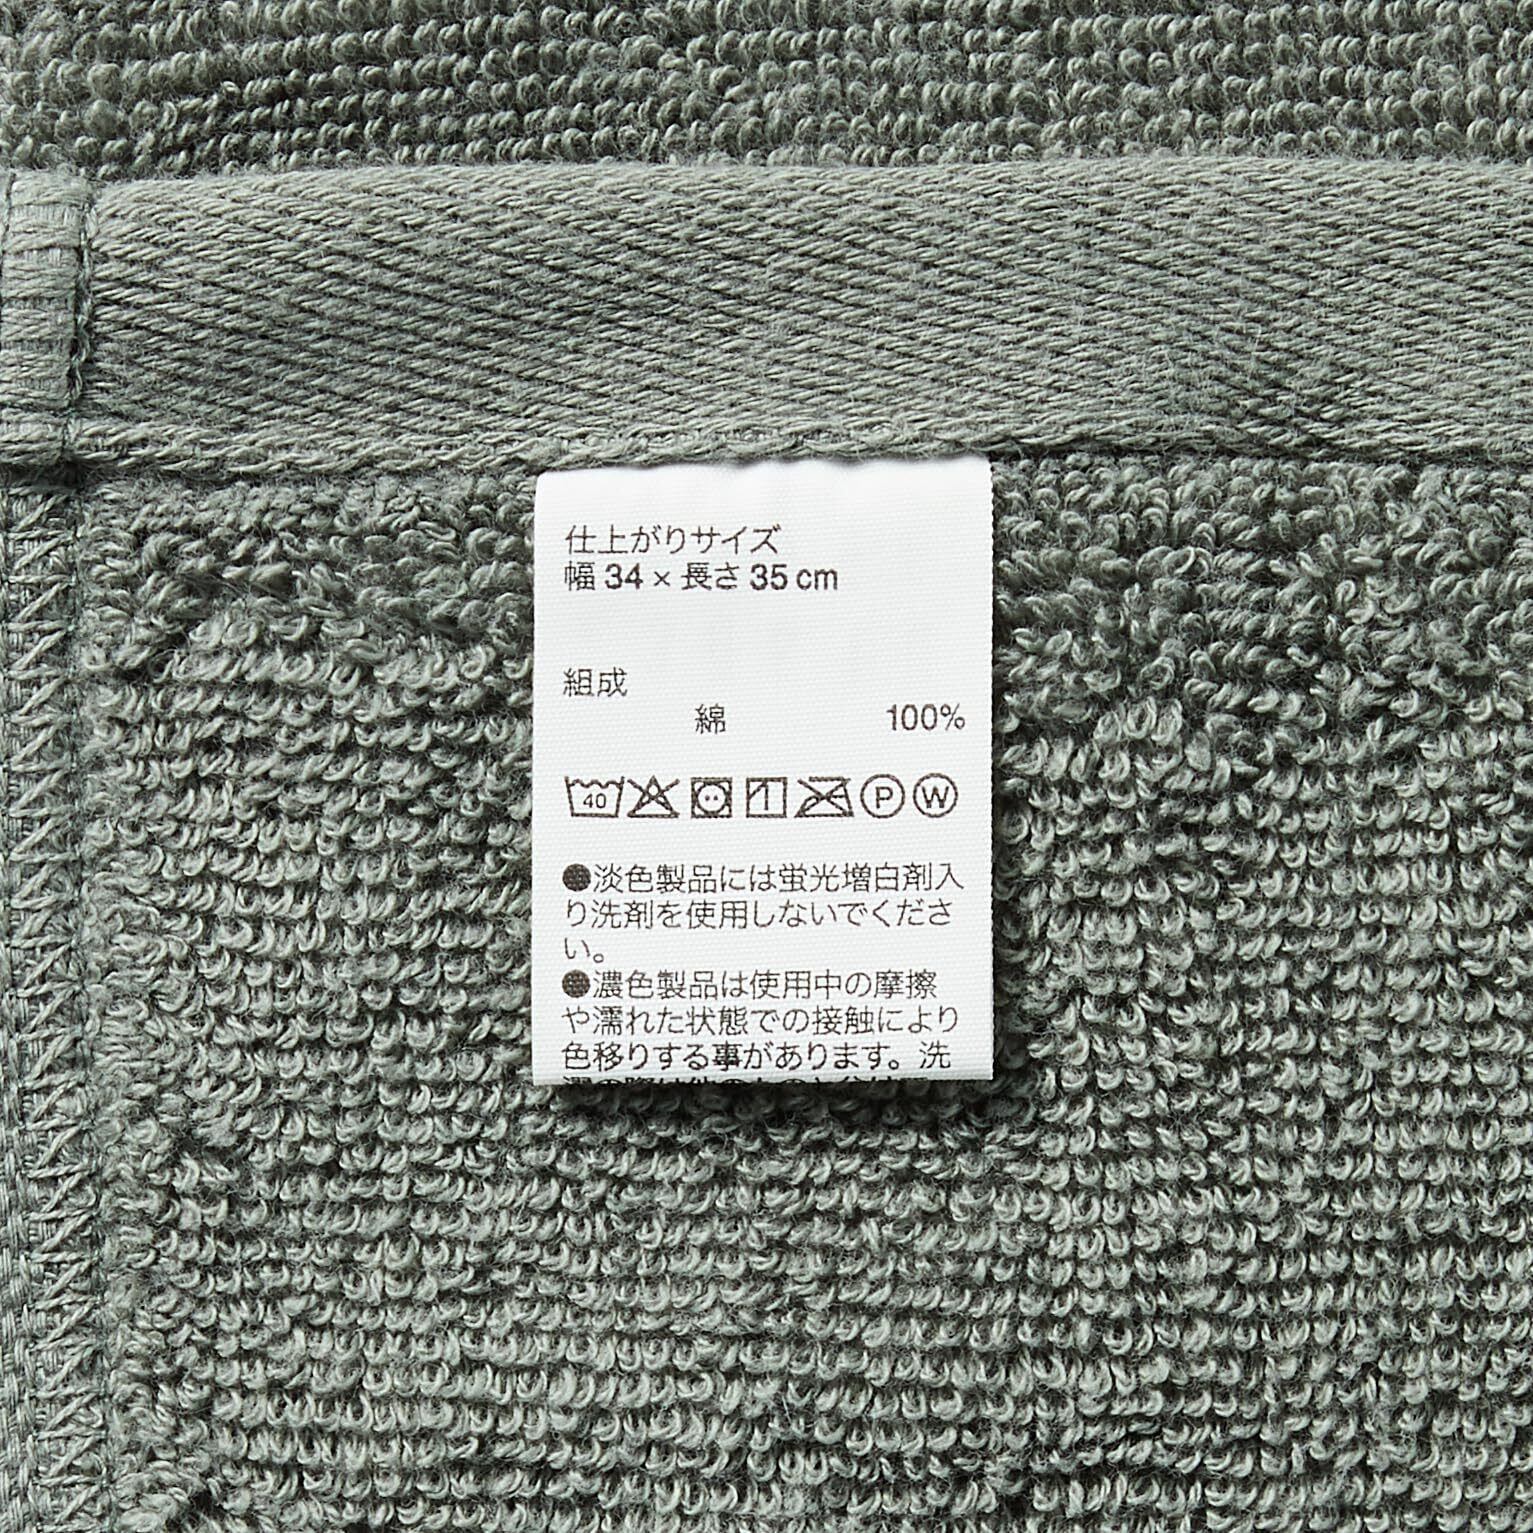 仕上がりサイズ
幅 34 × 長さ 35 cm
組成
綿 100%
40 P W
●淡色製品には蛍光増白剤入
り洗剤を使用しないでくださ
い。
●濃色製品は使用中の摩擦
や濡れた状態での接触により
色移りする事があります。洗